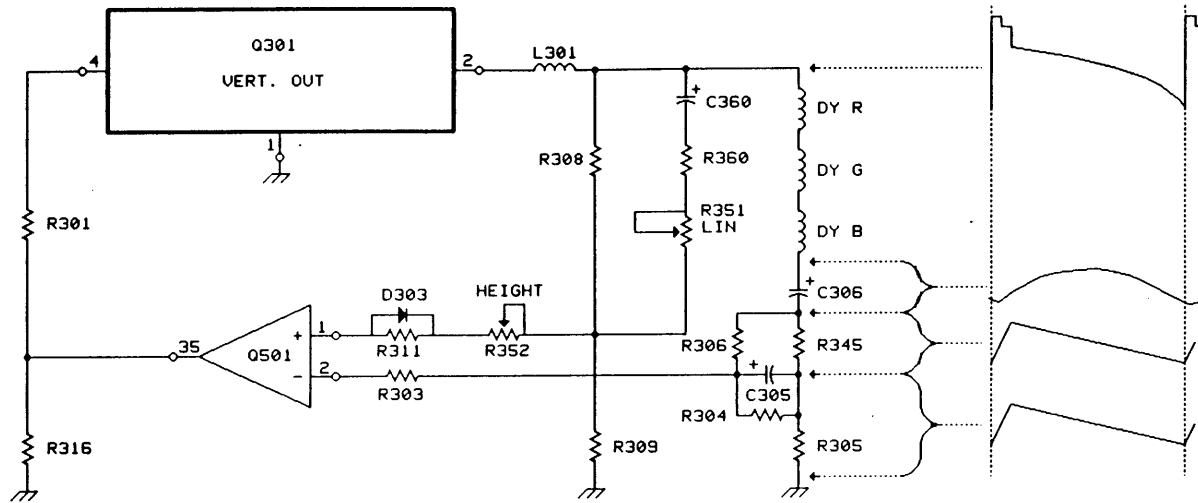 Q301
VERT. OUT
4
2
1
L301
C360
+
DY R
R308
R360
DY G
R301
R351
LIN
DY B
+
C306
D303
HEIGHT
35
Q501
+
1
R311
R352
R306
R345
-
2
R303
+
C305
R304
R316
R309
R305